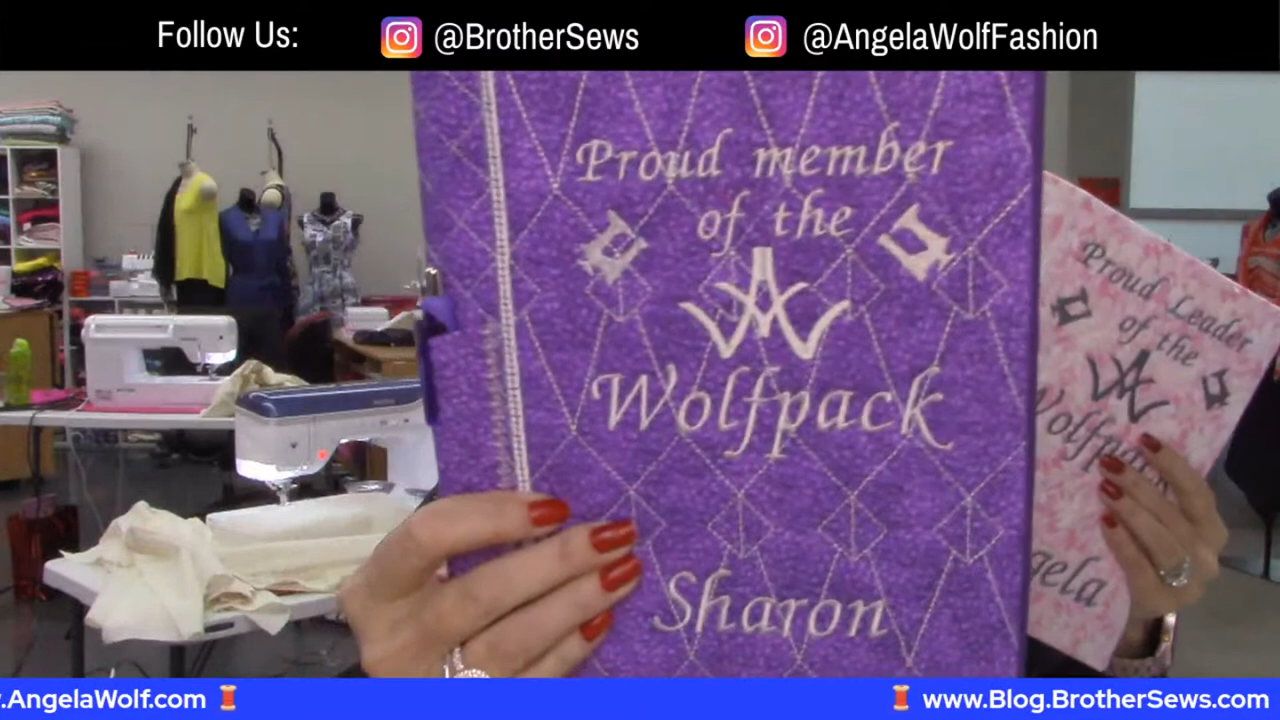 Follow Us: @BrotherSews @AngelaWolfFashion
Proud member
of the
Wolfpack
Sharon
Proud Leader
of the
Wolfpack
.AngelaWolf.com www.Blog.BrotherSews.com